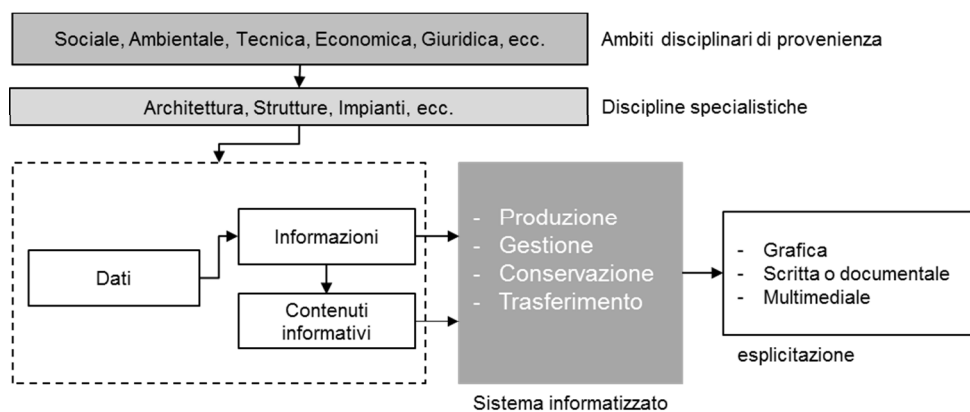 Sociale, Ambientale, Tecnica, Economica, Giuridica, ecc.
Ambiti disciplinari di provenienza
Architettura, Strutture, Impianti, ecc.
Discipline specialistiche
Dati
Informazioni
Contenuti
informativi
- Produzione
- Gestione
- Conservazione
- Trasferimento
Sistema informatizzato
- Grafica
- Scritta o documentale
- Multimediale
esplicitazione